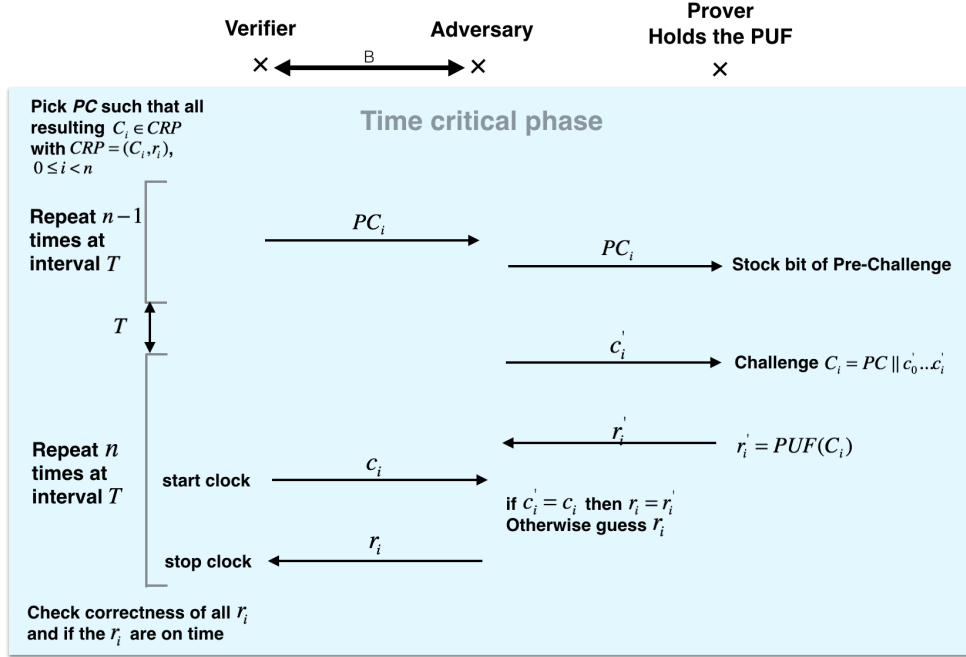 Verifier
Adversary
Prover
Holds the PUF
B
Pick PC such that all
resulting C_i ∈ CRP
with CRP = (C_i, r_i),
0 ≤ i < n
Time critical phase
Repeat n − 1
times at
interval T
PC_i
PC_i
Stock bit of Pre-Challenge
T
c'_i
Challenge C_i = PC || c'_0...c'_i
Repeat n
times at
interval T
r'_i
r'_i = PUF(C_i)
start clock
c_i
if c'_i = c_i then r_i = r'_i
Otherwise guess r_i
stop clock
r_i
Check correctness of all r_i
and if the r_i are on time